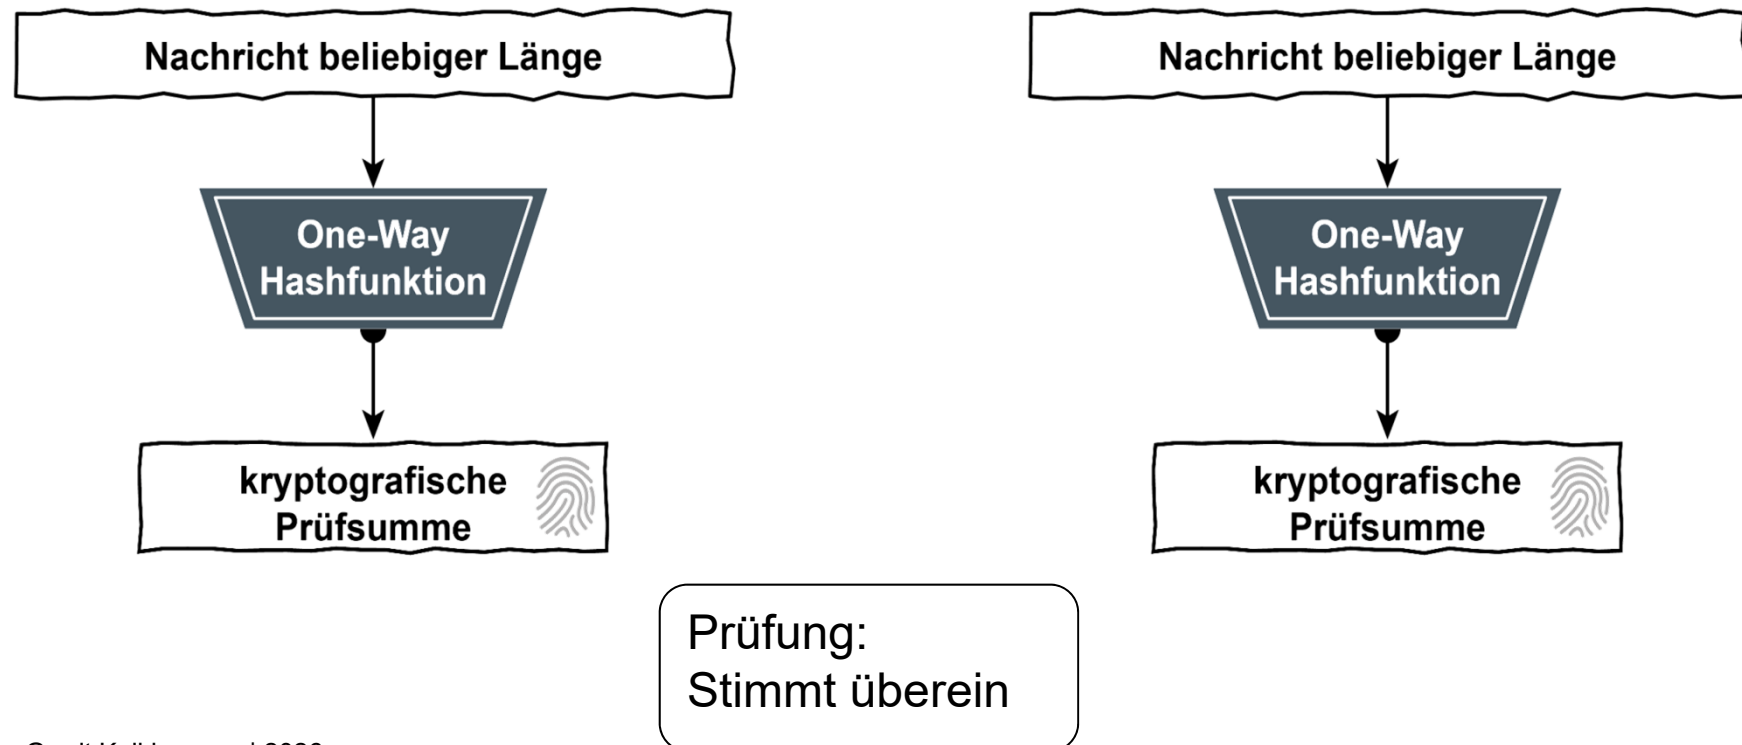 Nachricht beliebiger Länge
One-Way
Hashfunktion
kryptografische
Prüfsumme
Nachricht beliebiger Länge
One-Way
Hashfunktion
kryptografische
Prüfsumme
Prüfung:
Stimmt überein